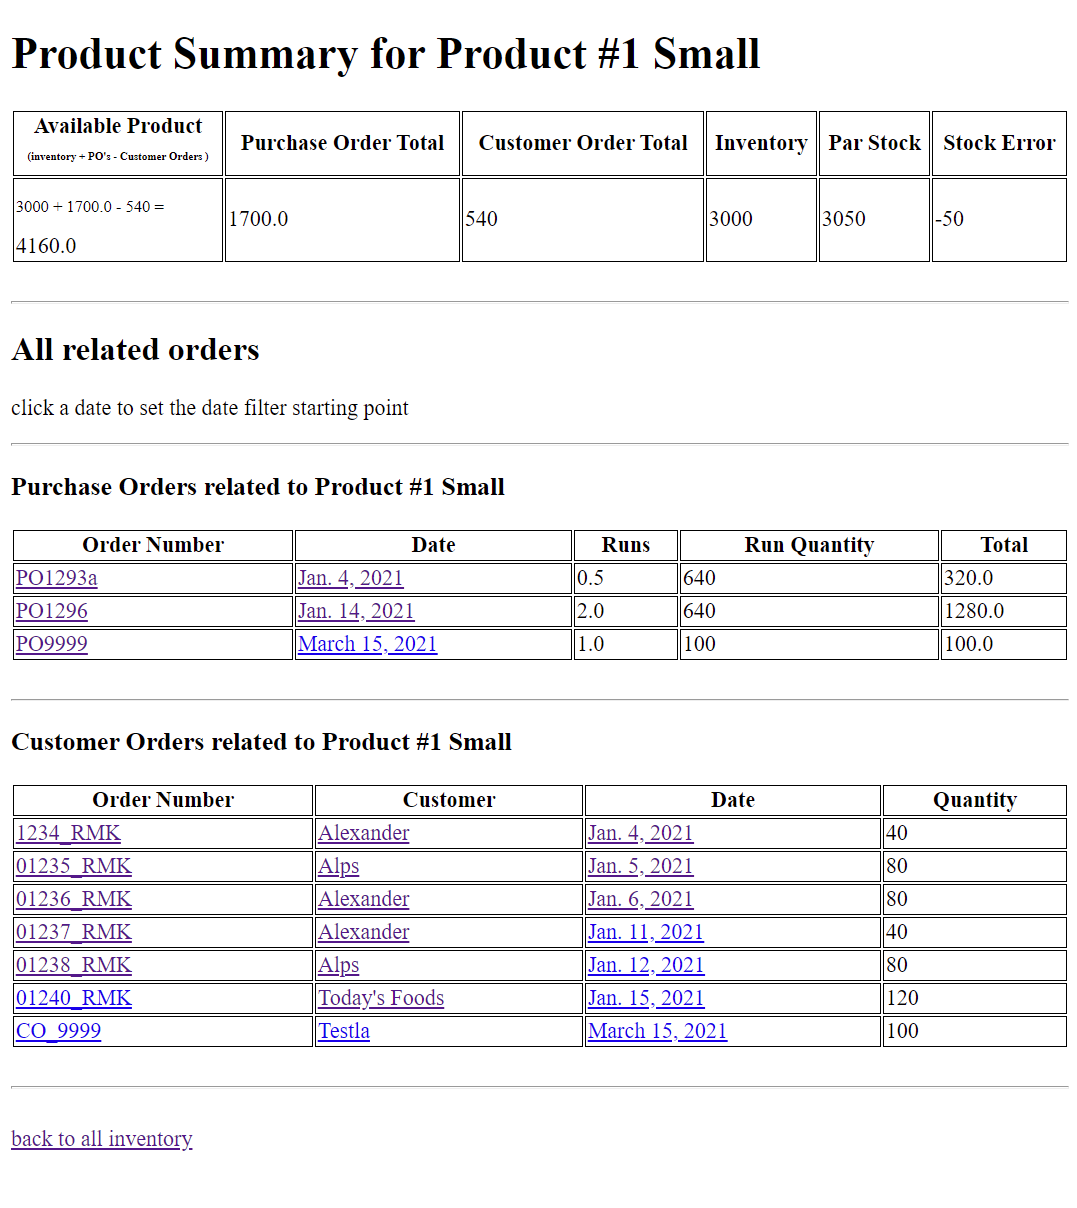 Product Summary for Product #1 Small
Available Product Purchase Order Total Customer Order Total Inventory Par Stock Stock Error
(inventory + PO's - Customer Orders )
3000 + 1700.0 - 540 =
4160.0 1700.0 540 3000 3050 -50
All related orders
click a date to set the date filter starting point
Purchase Orders related to Product #1 Small
Order Number Date Runs Run Quantity Total
PO1293a Jan. 4, 2021 0.5 640 320.0
PO1296 Jan. 14, 2021 2.0 640 1280.0
PO9999 March 15, 2021 1.0 100 100.0
Customer Orders related to Product #1 Small
Order Number Customer Date Quantity
1234_RMK Alexander Jan. 4, 2021 40
01235_RMK Alps Jan. 5, 2021 80
01236_RMK Alexander Jan. 6, 2021 80
01237_RMK Alexander Jan. 11, 2021 40
01238_RMK Alps Jan. 12, 2021 80
01240_RMK Today's Foods Jan. 15, 2021 120
CO_9999 Testla March 15, 2021 100
back to all inventory